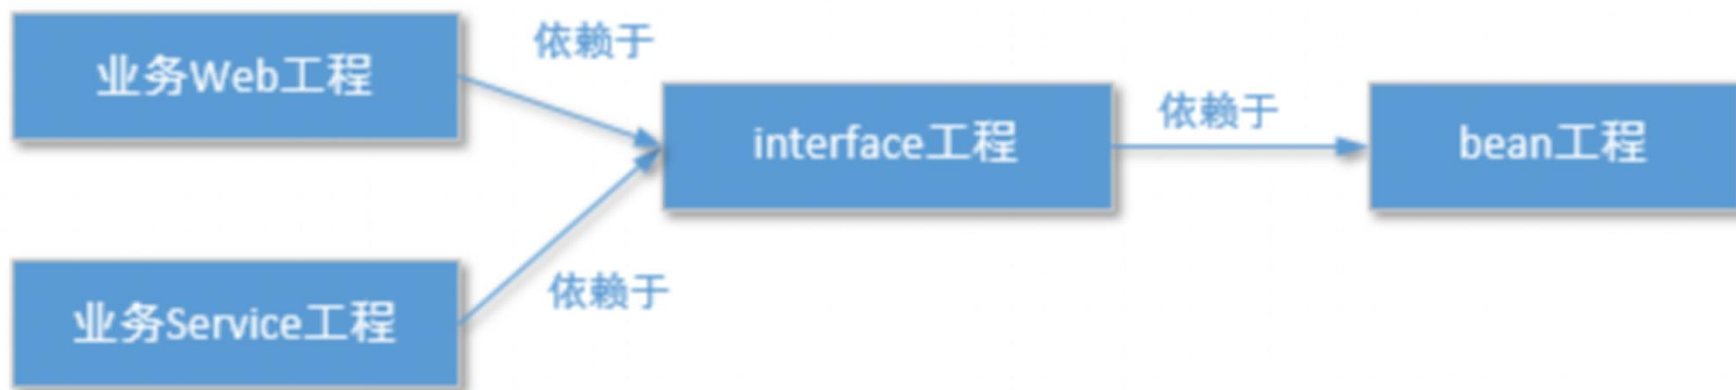 业务Web工程
依赖于
interface工程
依赖于
bean工程
业务Service工程
依赖于